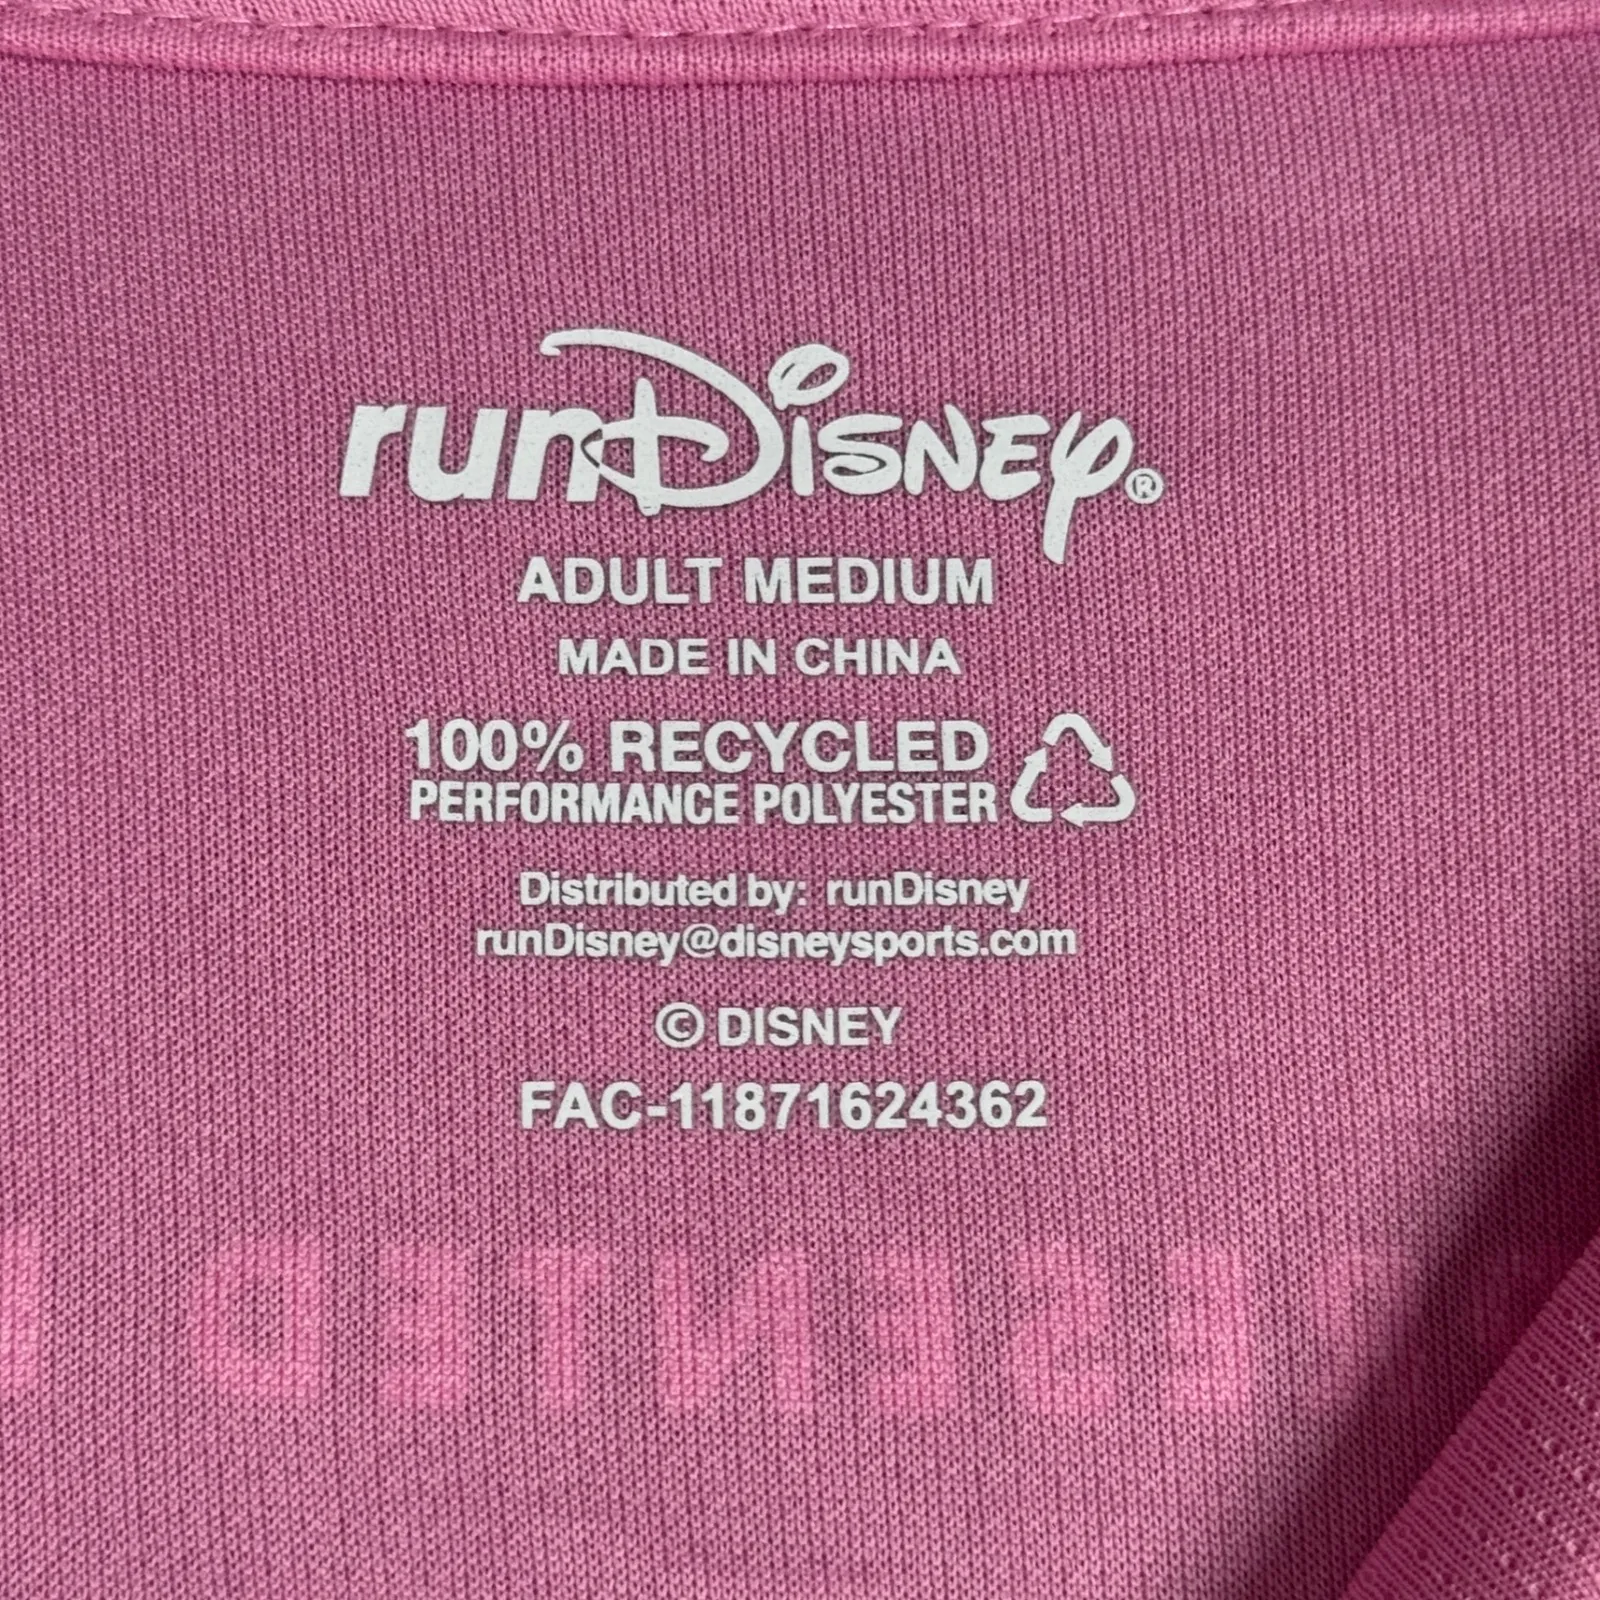 runDisney®
ADULT MEDIUM
MADE IN CHINA
100% RECYCLED
PERFORMANCE POLYESTER
Distributed by: runDisney
runDisney@disneysports.com
© DISNEY
FAC-11871624362
PRESENTED